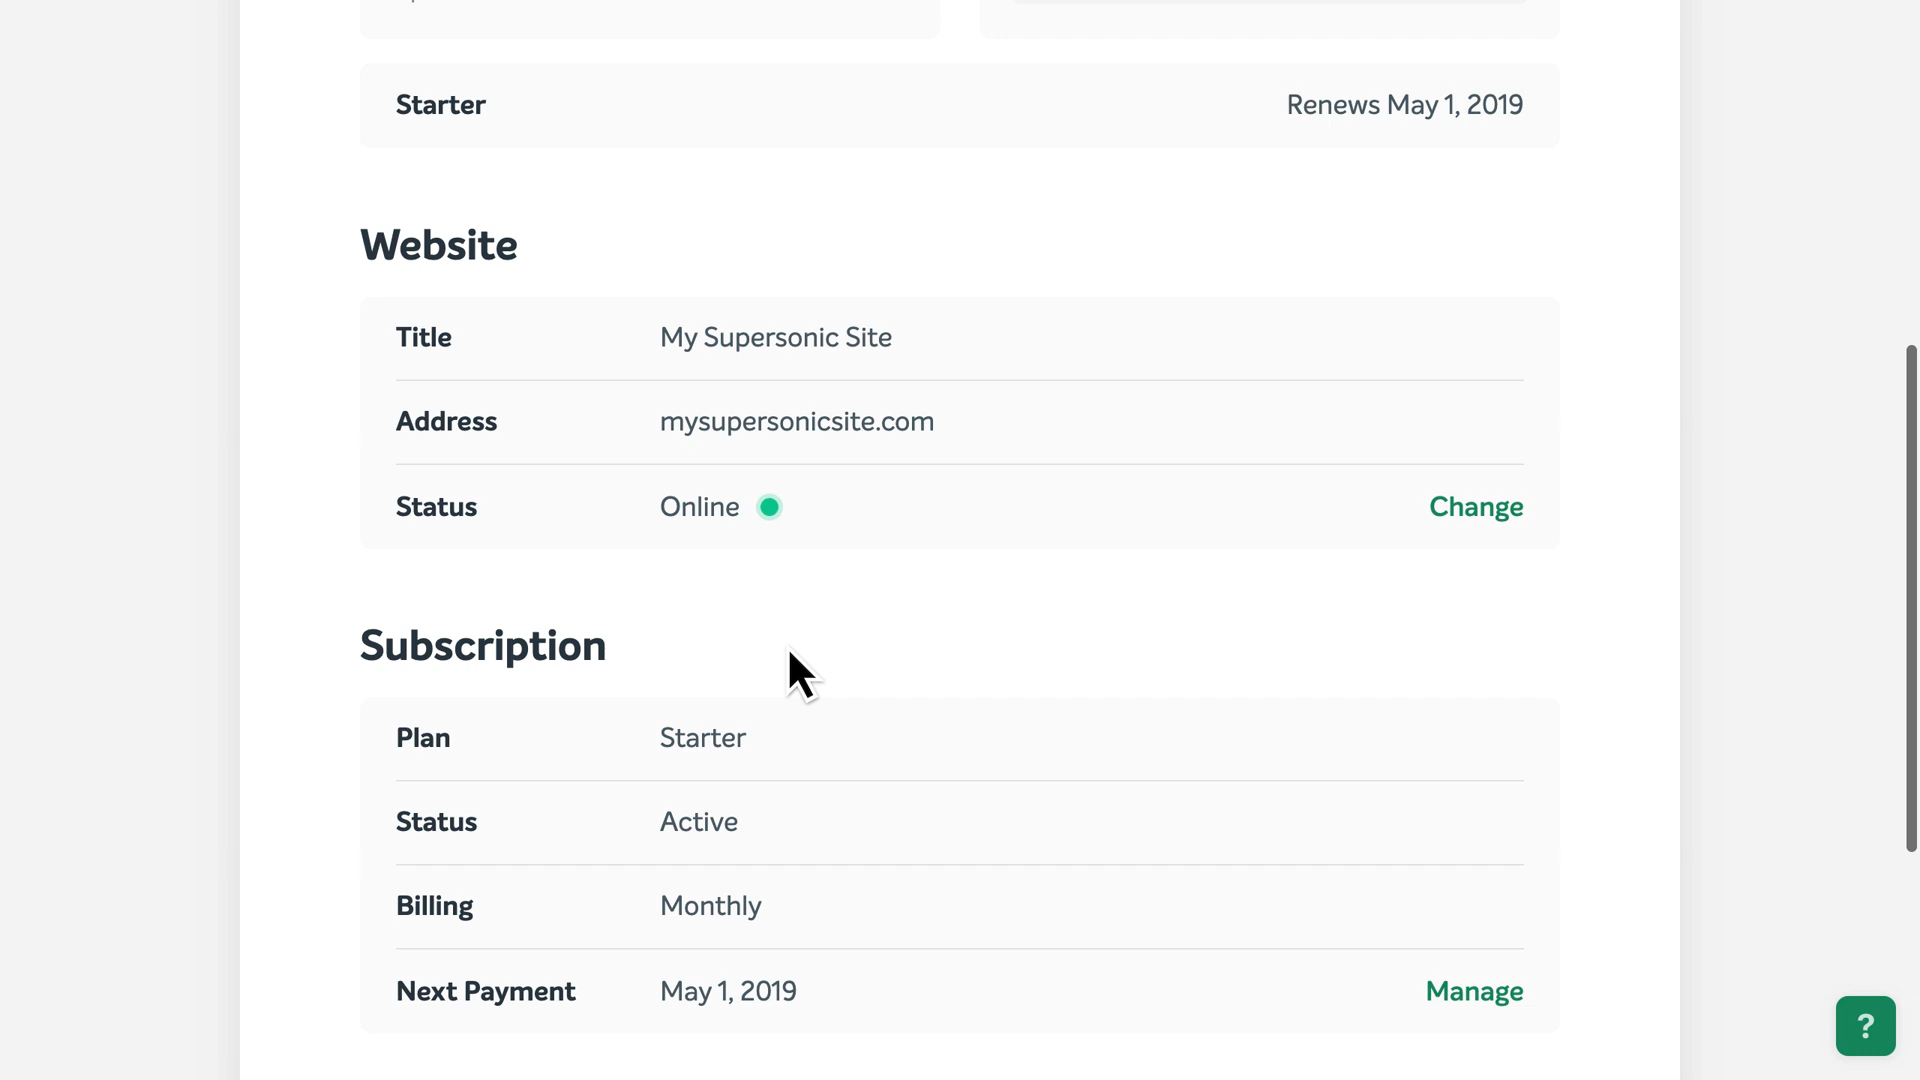 Starter Renews May 1, 2019
Website
Title My Supersonic Site
Address mysupersonicsite.com
Status Online Change
Subscription
Plan Starter
Status Active
Billing Monthly
Next Payment May 1, 2019 Manage
?